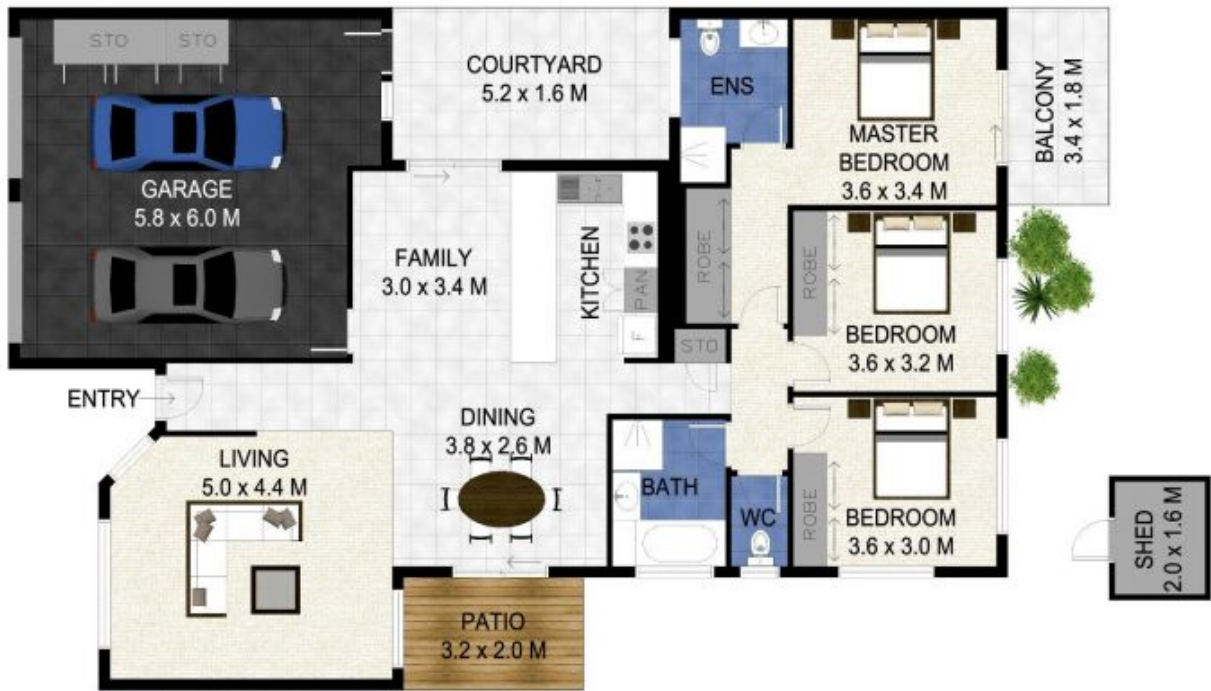 STO
STO
COURTYARD
5.2 x 1.6 M
ENS
MASTER
BEDROOM
3.6 x 3.4 M
BALCONY
3.4 x 1.8 M
GARAGE
5.8 x 6.0 M
FAMILY
3.0 x 3.4 M
KITCHEN
PAN
F
ROBE
ROBE
BEDROOM
3.6 x 3.2 M
STO
ENTRY
DINING
3.8 x 2.6 M
LIVING
5.0 x 4.4 M
BATH
WC
ROBE
BEDROOM
3.6 x 3.0 M
SHED
2.0 x 1.6 M
PATIO
3.2 x 2.0 M